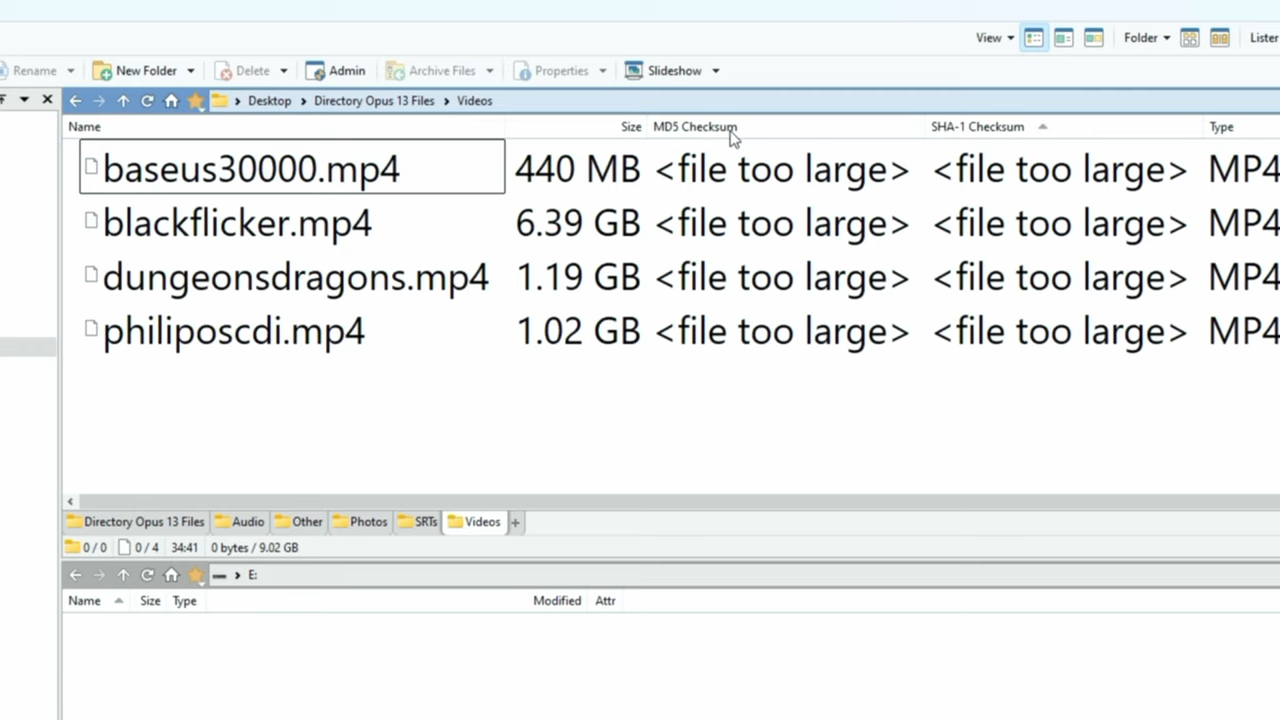 View Folder Lister
Rename New Folder Delete Admin Archive Files Properties Slideshow
Desktop Directory Opus 13 Files Videos
Name Size MD5 Checksum SHA-1 Checksum Type
baseus30000.mp4 440 MB <file too large> <file too large> MP4
blackflicker.mp4 6.39 GB <file too large> <file too large> MP4
dungeonsdragons.mp4 1.19 GB <file too large> <file too large> MP4
philiposcdi.mp4 1.02 GB <file too large> <file too large> MP4
Directory Opus 13 Files Audio Other Photos SRTs Videos +
0 / 0 0 / 4 34:41 0 bytes / 9.02 GB
E:
Name Size Type Modified Attr